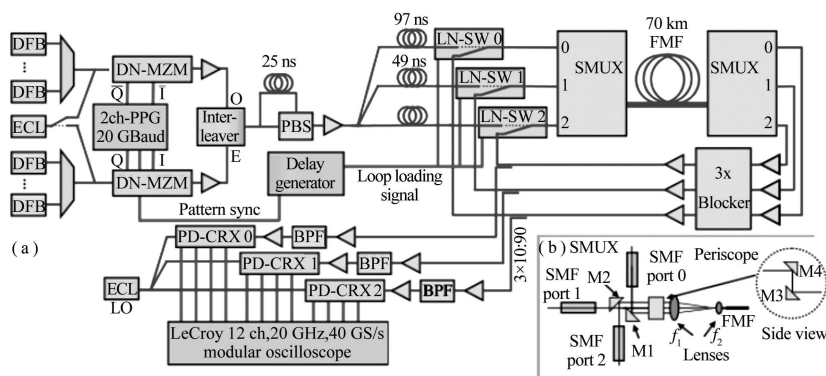 DFB
DFB
ECL
DFB
DFB
DN-MZM
Q̅ I̅
2ch-PPG
20 GBaud
Q I
DN-MZM
O
Inter-
leaver
E
25 ns
PBS
97 ns
49 ns
LN-SW 0
LN-SW 1
LN-SW 2
0
1
2
SMUX
70 km
FMF
SMUX
0
1
2
Delay
generator
Loop loading
signal
Pattern sync
3x
Blocker
3×10:90
(a)
PD-CRX 0
BPF
PD-CRX 1
BPF
PD-CRX 2
BPF
ECL
LO
LeCroy 12 ch,20 GHz,40 GS/s
modular oscilloscope
(b) SMUX
Periscope
SMF
port 0
SMF
port 1
M2
SMF
port 2
M1
f1
f2
Lenses
FMF
M4
M3
Side view